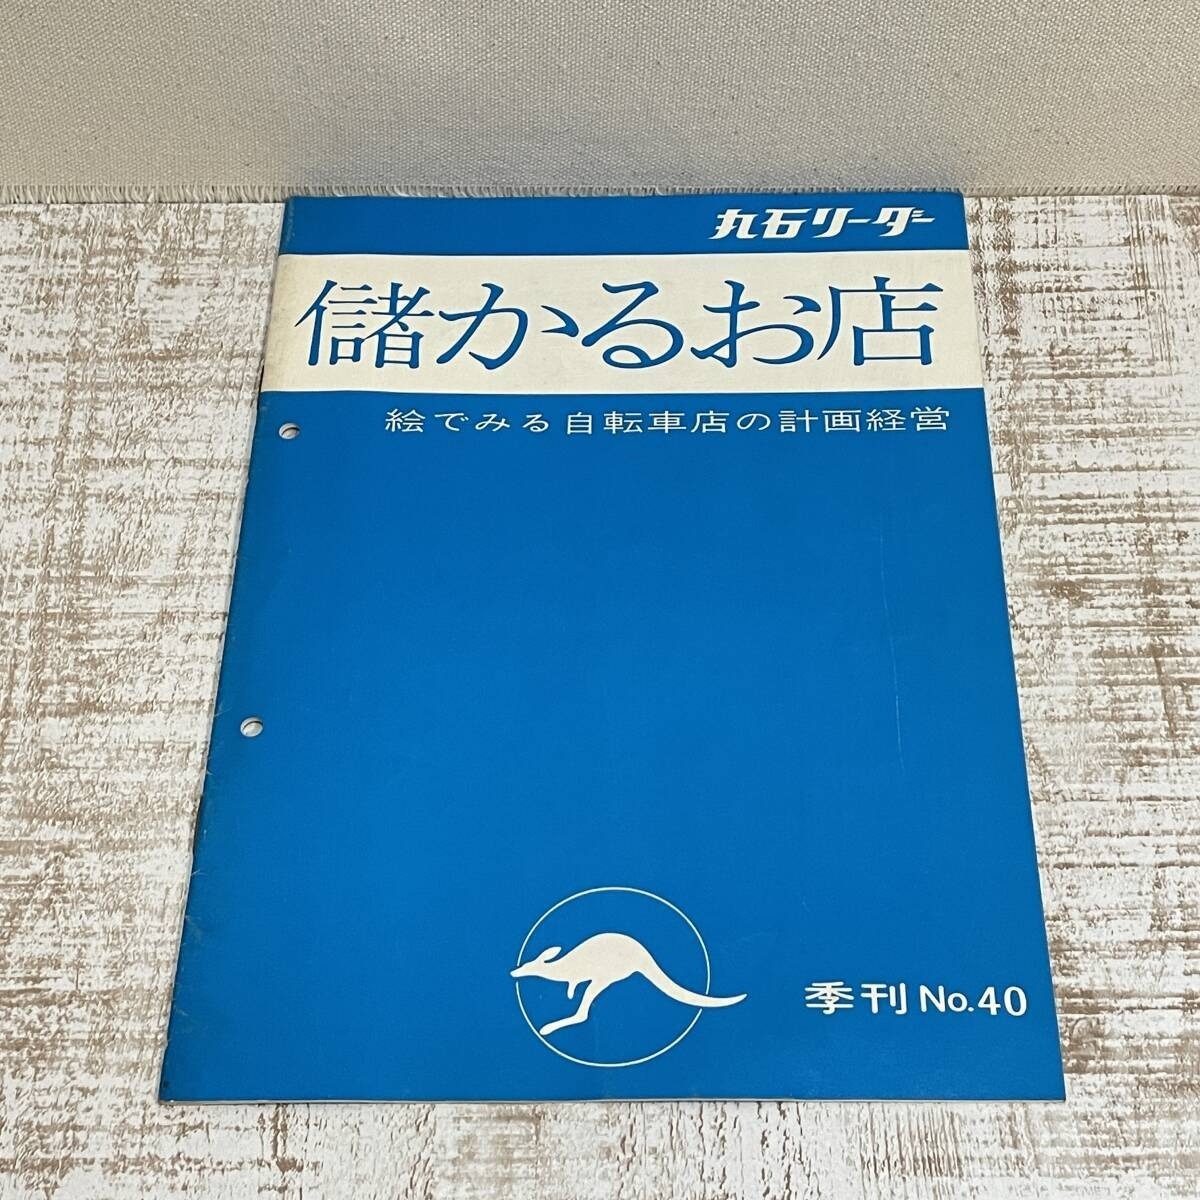 丸石リーダー
儲かるお店
絵でみる自転車店の計画経営
季刊 No.40